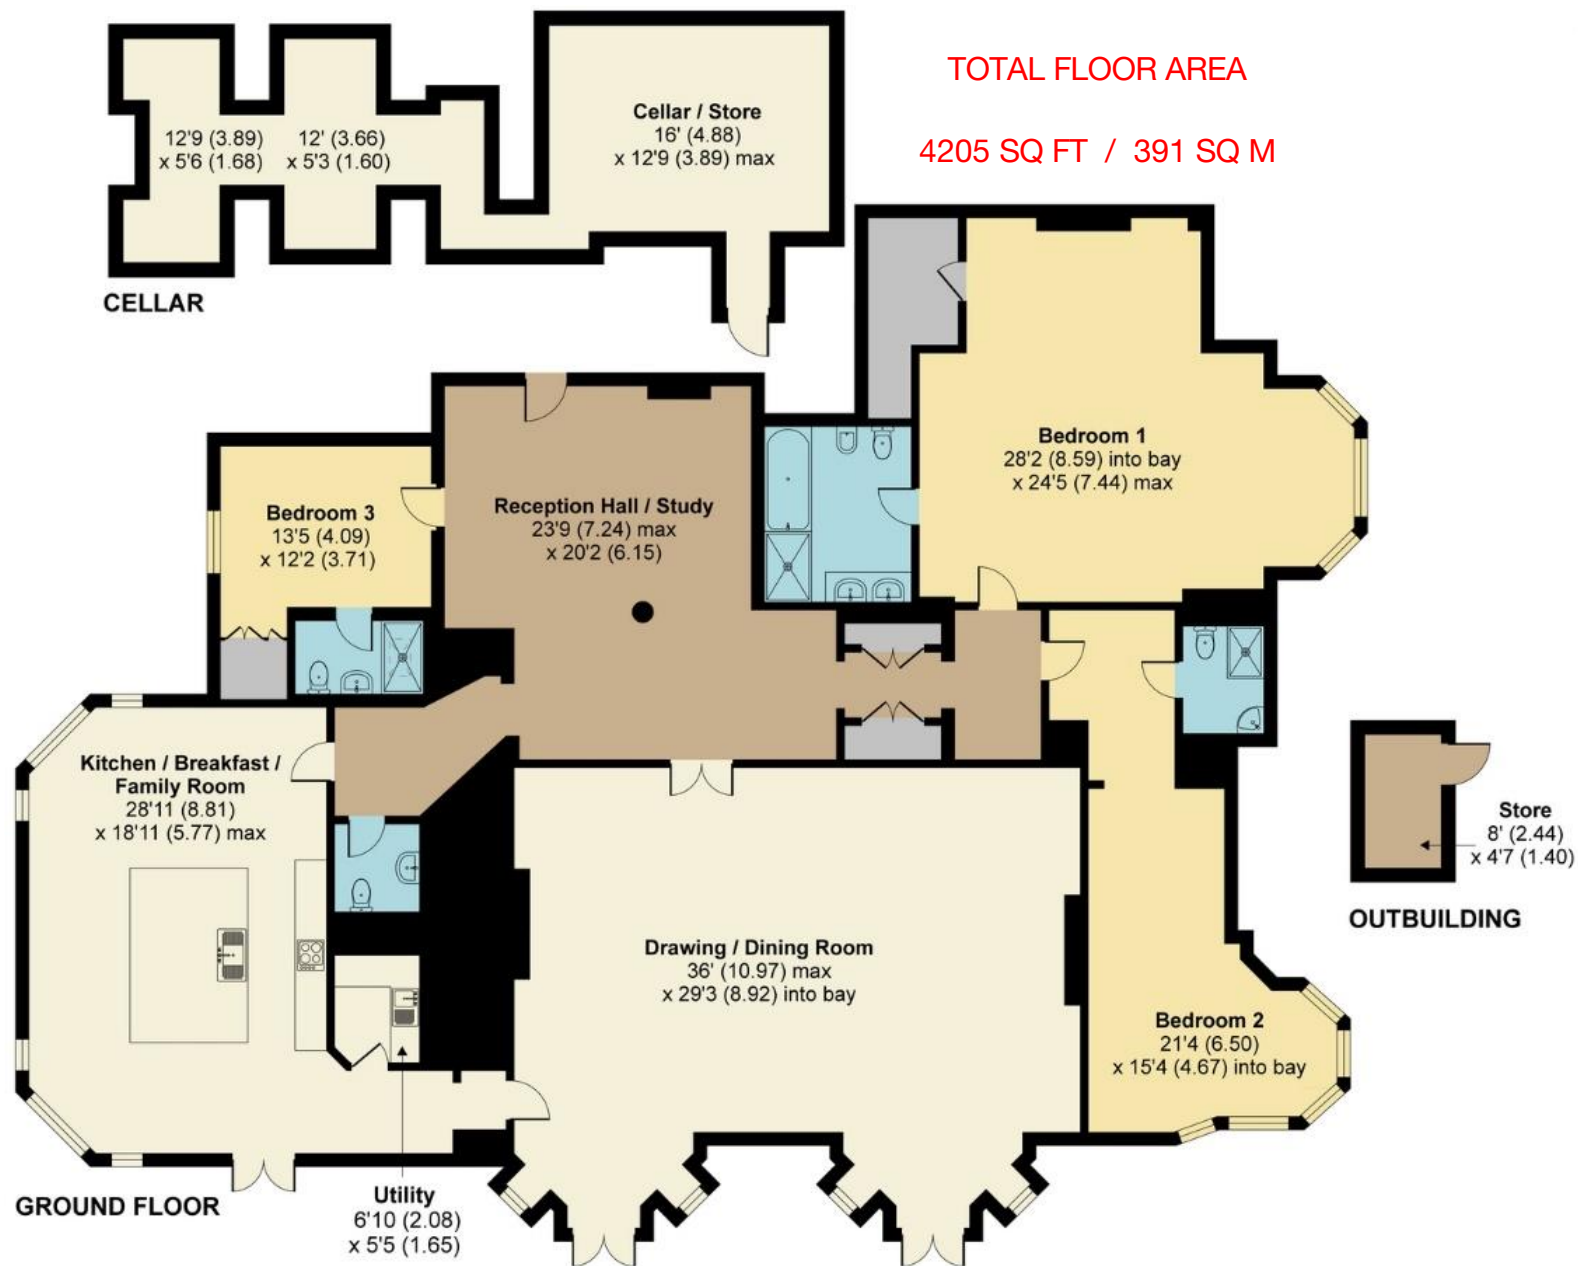 TOTAL FLOOR AREA
4205 SQ FT / 391 SQ M
12'9 (3.89)
x 5'6 (1.68)
12' (3.66)
x 5'3 (1.60)
Cellar / Store
16' (4.88)
x 12'9 (3.89) max
CELLAR
Bedroom 1
28'2 (8.59) into bay
x 24'5 (7.44) max
Reception Hall / Study
23'9 (7.24) max
x 20'2 (6.15)
Bedroom 3
13'5 (4.09)
x 12'2 (3.71)
Kitchen / Breakfast /
Family Room
28'11 (8.81)
x 18'11 (5.77) max
Store
8' (2.44)
x 4'7 (1.40)
OUTBUILDING
Drawing / Dining Room
36' (10.97) max
x 29'3 (8.92) into bay
Bedroom 2
21'4 (6.50)
x 15'4 (4.67) into bay
GROUND FLOOR
Utility
6'10 (2.08)
x 5'5 (1.65)